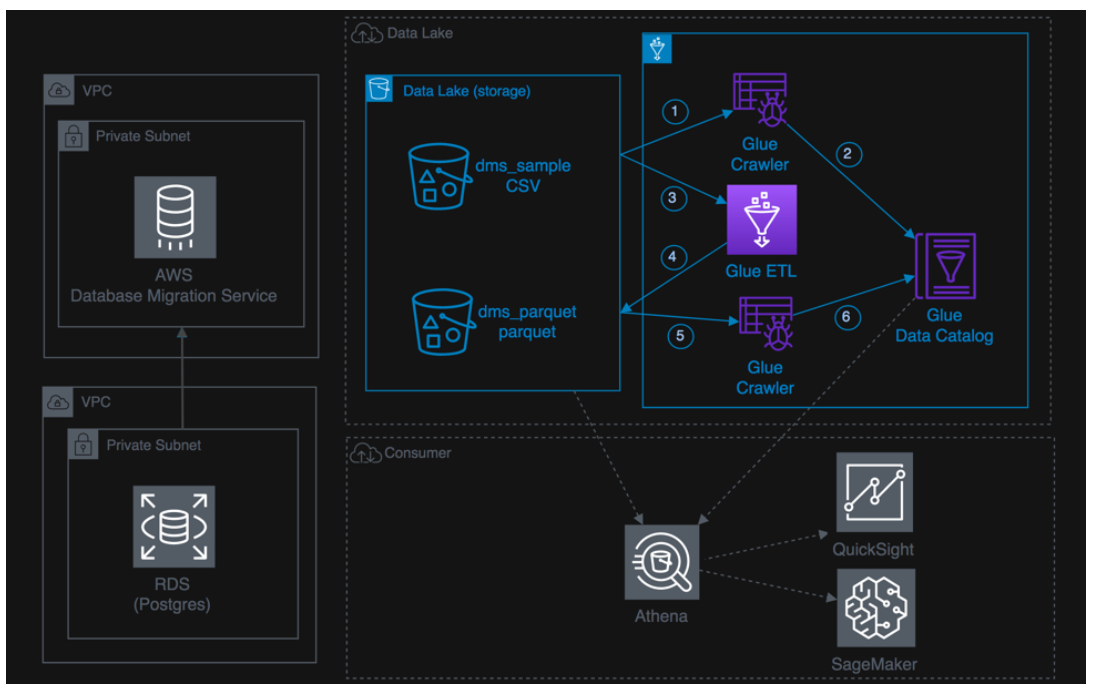 Data Lake
VPC
Private Subnet
AWS
Database Migration Service
VPC
Private Subnet
RDS
(Postgres)
Data Lake (storage)
dms_sample
CSV
dms_parquet
parquet
1
2
3
4
5
6
Glue
Crawler
Glue ETL
Glue
Crawler
Glue
Data Catalog
Consumer
Athena
QuickSight
SageMaker